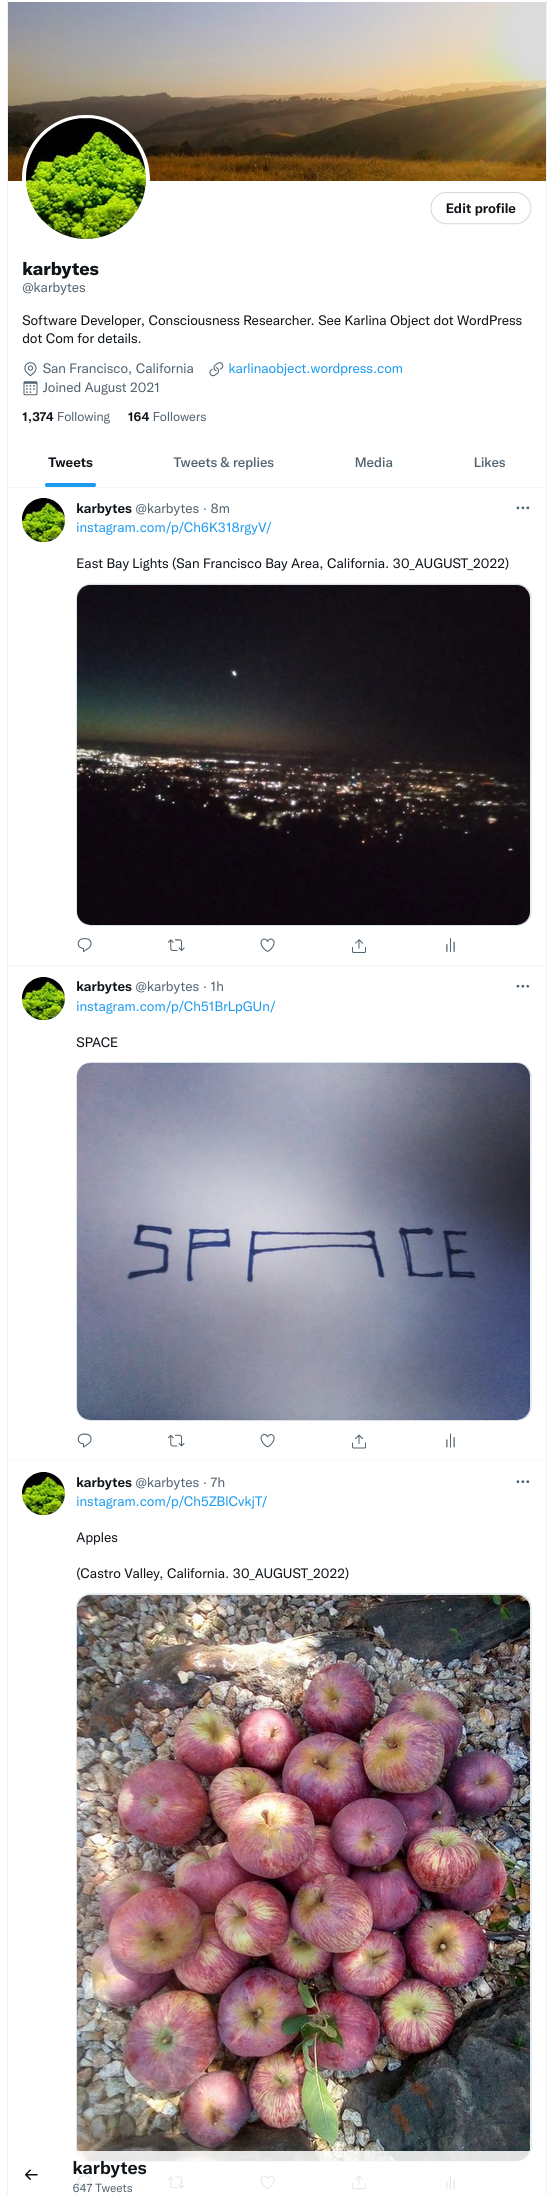 Edit profile
karbytes
@karbytes
Software Developer, Consciousness Researcher. See Karlina Object dot WordPress
dot Com for details.
San Francisco, California karlinaobject.wordpress.com
Joined August 2021
1,374 Following 164 Followers
Tweets Tweets & replies Media Likes
karbytes @karbytes · 8m
instagram.com/p/Ch6K318rgyV/
East Bay Lights (San Francisco Bay Area, California. 30_AUGUST_2022)
karbytes @karbytes · 1h
instagram.com/p/Ch51BrLpGUn/
SPACE
SPACE
karbytes @karbytes · 7h
instagram.com/p/Ch5ZBlCvkjT/
Apples
(Castro Valley, California. 30_AUGUST_2022)
karbytes
647 Tweets